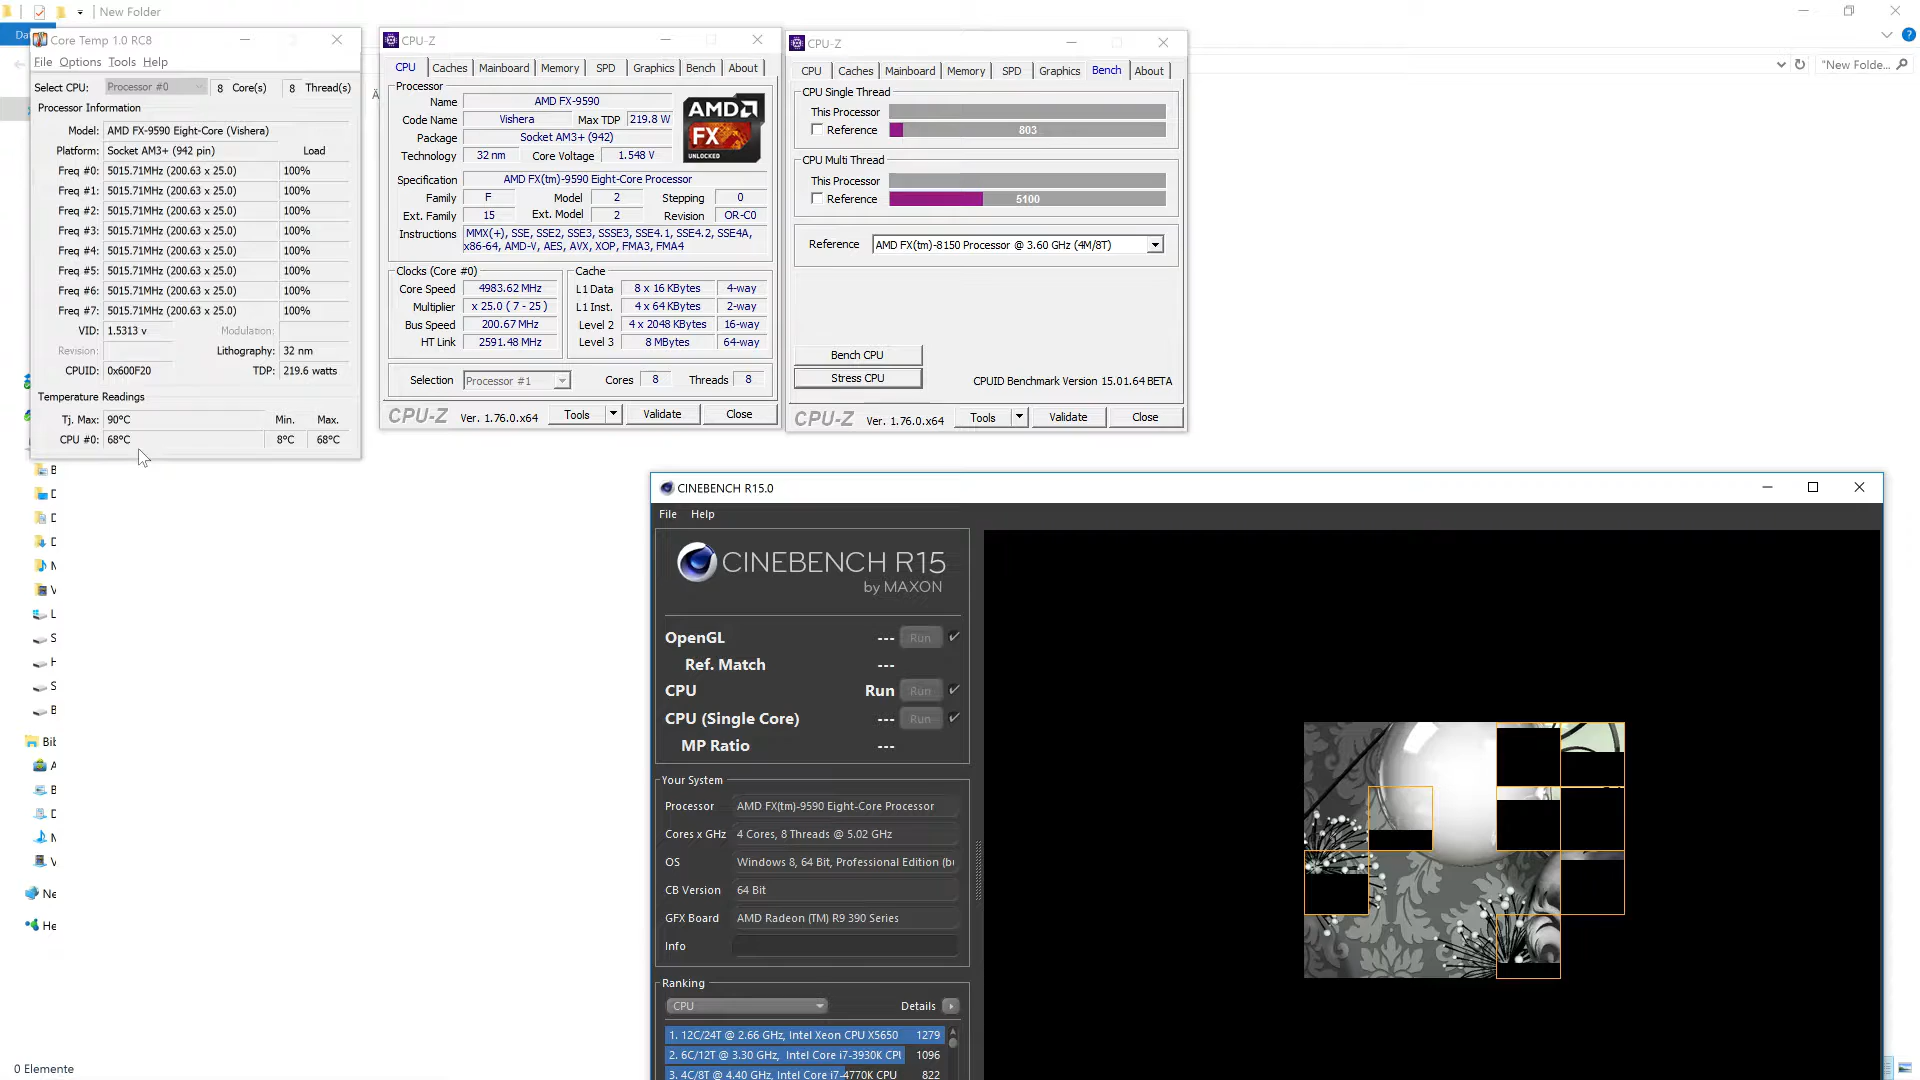 New Folder
Da
?
"New Folde...
Core Temp 1.0 RC8
File Options Tools Help
Select CPU: Processor #0 8 Core(s) 8 Thread(s)
Processor Information
Model: AMD FX-9590 Eight-Core (Vishera)
Platform: Socket AM3+ (942 pin) Load
Freq #0: 5015.71MHz (200.63 x 25.0) 100%
Freq #1: 5015.71MHz (200.63 x 25.0) 100%
Freq #2: 5015.71MHz (200.63 x 25.0) 100%
Freq #3: 5015.71MHz (200.63 x 25.0) 100%
Freq #4: 5015.71MHz (200.63 x 25.0) 100%
Freq #5: 5015.71MHz (200.63 x 25.0) 100%
Freq #6: 5015.71MHz (200.63 x 25.0) 100%
Freq #7: 5015.71MHz (200.63 x 25.0) 100%
VID: 1.5313 v Modulation:
Revision: Lithography: 32 nm
CPUID: 0x600F20 TDP: 219.6 watts
Temperature Readings
Tj. Max: 90°C Min. Max.
CPU #0: 68°C 8°C 68°C
Ä
CPU-Z
CPU Caches Mainboard Memory SPD Graphics Bench About
Processor
Name AMD FX-9590
Code Name Vishera Max TDP 219.8 W
Package Socket AM3+ (942)
Technology 32 nm Core Voltage 1.548 V
AMD
FX
UNLOCKED
Specification AMD FX(tm)-9590 Eight-Core Processor
Family F Model 2 Stepping 0
Ext. Family 15 Ext. Model 2 Revision OR-C0
Instructions MMX(+), SSE, SSE2, SSE3, SSSE3, SSE4.1, SSE4.2, SSE4A,
x86-64, AMD-V, AES, AVX, XOP, FMA3, FMA4
Clocks (Core #0)
Core Speed 4983.62 MHz
Multiplier x 25.0 ( 7 - 25 )
Bus Speed 200.67 MHz
HT Link 2591.48 MHz
Cache
L1 Data 8 x 16 KBytes 4-way
L1 Inst. 4 x 64 KBytes 2-way
Level 2 4 x 2048 KBytes 16-way
Level 3 8 MBytes 64-way
Selection Processor #1 Cores 8 Threads 8
CPU-Z Ver. 1.76.0.x64 Tools Validate Close
CPU-Z
CPU Caches Mainboard Memory SPD Graphics Bench About
CPU Single Thread
This Processor
Reference 803
CPU Multi Thread
This Processor
Reference 5100
Reference AMD FX(tm)-8150 Processor @ 3.60 GHz (4M/8T)
Bench CPU
Stress CPU CPUID Benchmark Version 15.01.64 BETA
CPU-Z Ver. 1.76.0.x64 Tools Validate Close
B
D
D
D
M
V
L
S
H
S
B
Bib
A
B
D
M
V
Ne
He
0 Elemente
CINEBENCH R15.0
File Help
CINEBENCH R15
by MAXON
OpenGL --- Run
Ref. Match ---
CPU Run Run
CPU (Single Core) --- Run
MP Ratio ---
Your System
Processor AMD FX(tm)-9590 Eight-Core Processor
Cores x GHz 4 Cores, 8 Threads @ 5.02 GHz
OS Windows 8, 64 Bit, Professional Edition (bu
CB Version 64 Bit
GFX Board AMD Radeon (TM) R9 390 Series
Info
Ranking
CPU Details
1. 12C/24T @ 2.66 GHz, Intel Xeon CPU X5650 1279
2. 6C/12T @ 3.30 GHz, Intel Core i7-3930K CPU 1096
3. 4C/8T @ 4.40 GHz, Intel Core i7-4770K CPU 822